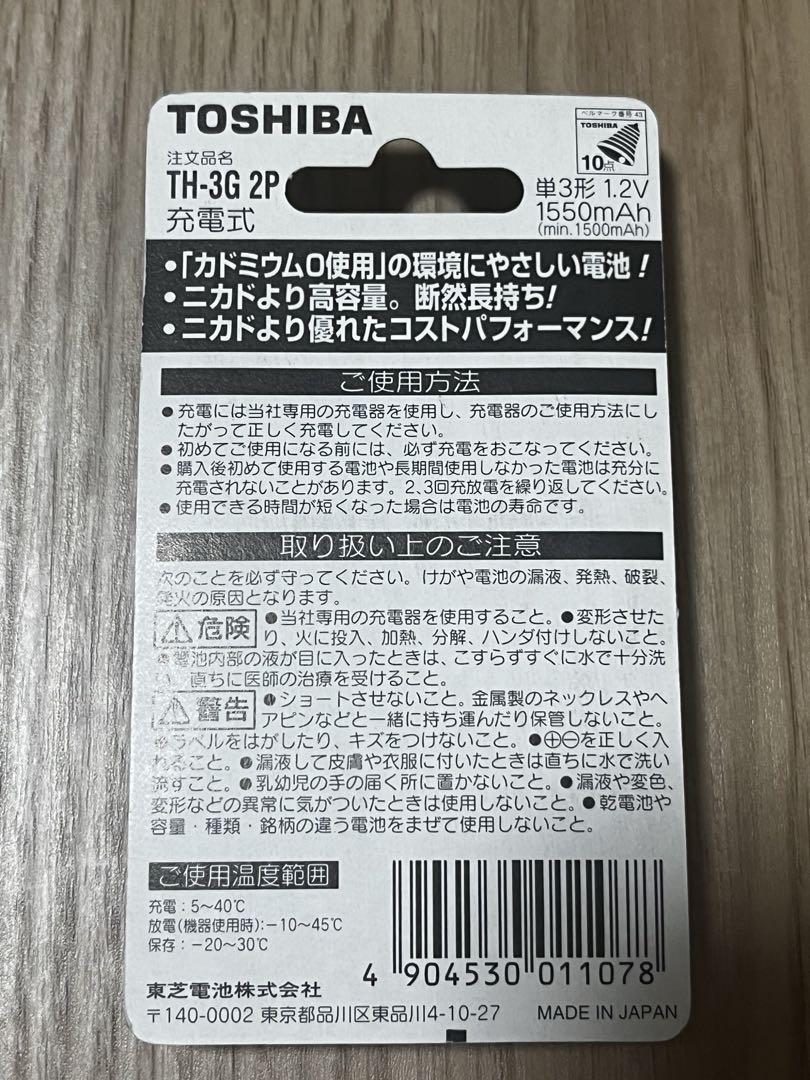 TOSHIBA
注文品名
TH-3G 2P
充電式
ベルマーク番号 43
TOSHIBA
10点
単3形 1.2V
1550mAh
(min.1500mAh)
•「カドミウム0使用」の環境にやさしい電池！
•ニカドより高容量。断然長持ち！
•ニカドより優れたコストパフォーマンス！
ご使用方法
●充電には当社専用の充電器を使用し、充電器のご使用方法にし
たがって正しく充電してください。
●初めてご使用になる前には、必ず充電をおこなってください。
●購入後初めて使用する電池や長期間使用しなかった電池は充分に
充電されないことがあります。2、3回充放電を繰り返してください。
●使用できる時間が短くなった場合は電池の寿命です。
取り扱い上のご注意
次のことを必ず守ってください。けがや電池の漏液、発熱、破裂、
発火の原因となります。
⚠危険 ●当社専用の充電器を使用すること。●変形させた
り、火に投入、加熱、分解、ハンダ付けしないこと。
●電池内部の液が目に入ったときは、こすらずすぐに水で十分洗
い、直ちに医師の治療を受けること。
⚠警告 ●ショートさせないこと。金属製のネックレスやヘ
アピンなどと一緒に持ち運んだり保管しないこと。
●ラベルをはがしたり、キズをつけないこと。●⊕⊖を正しく入
れること。●漏液して皮膚や衣服に付いたときは直ちに水で洗い
流すこと。●乳幼児の手の届く所に置かないこと。●漏液や変色、
変形などの異常に気がついたときは使用しないこと。●乾電池や
容量・種類・銘柄の違う電池をまぜて使用しないこと。
ご使用温度範囲
充電：5～40℃
放電(機器使用時)：－10～45℃
保存：－20～30℃
4 904530 011078
東芝電池株式会社
〒140-0002 東京都品川区東品川4-10-27 MADE IN JAPAN